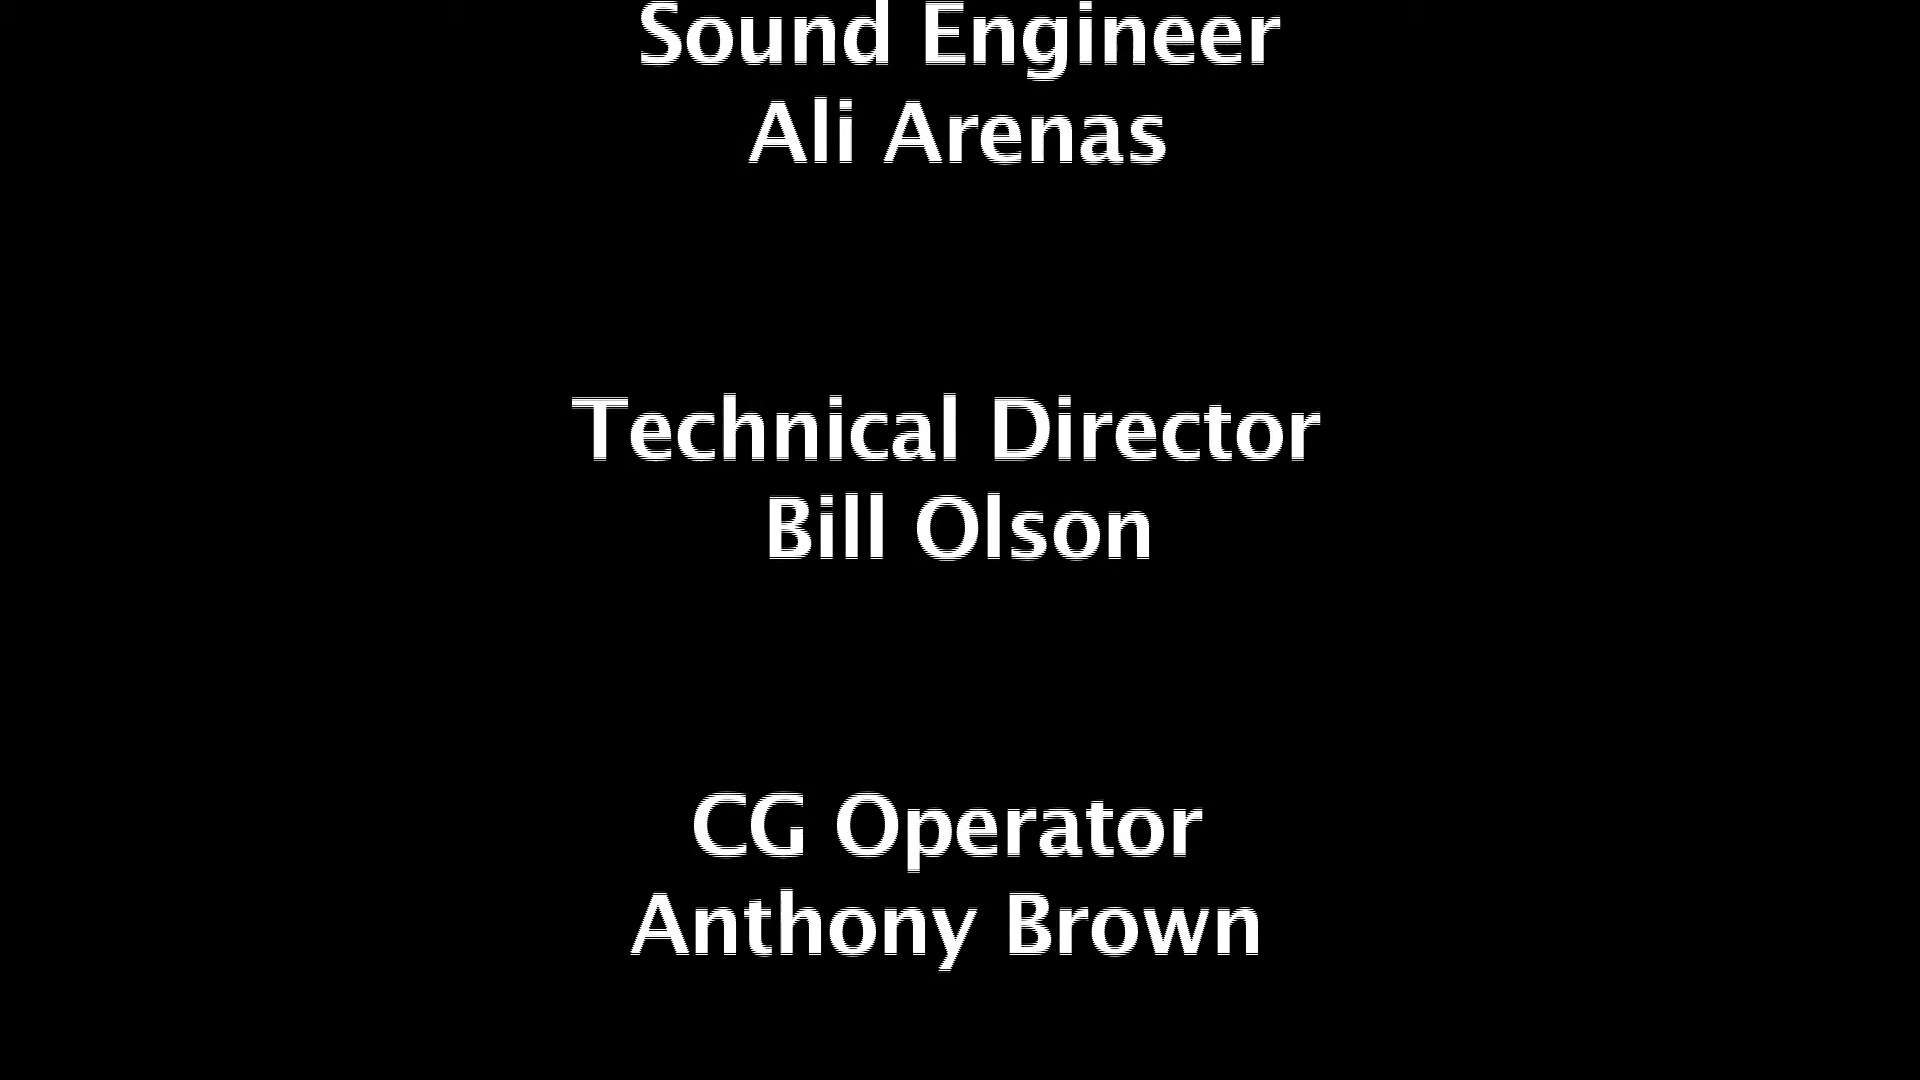 Sound Engineer
Ali Arenas
Technical Director
Bill Olson
CG Operator
Anthony Brown